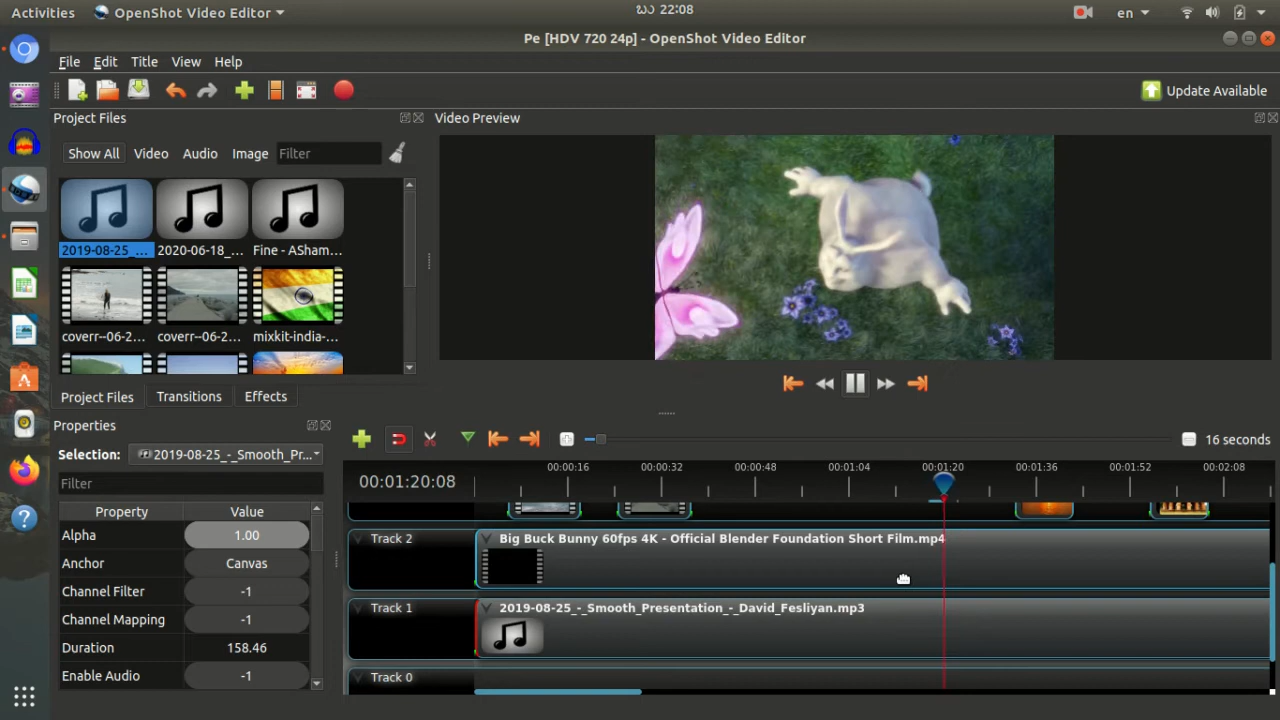 Activities
OpenShot Video Editor
ຽວ 22:08
en
Pe [HDV 720 24p] - OpenShot Video Editor
File Edit Title View Help
Update Available
Project Files
Video Preview
Show All Video Audio Image Filter
2019-08-25_... 2020-06-18_... Fine - ASham...
coverr--06-2... coverr--06-2... mixkit-india-...
Project Files Transitions Effects
Properties
Selection: 2019-08-25_-_Smooth_Pr...
16 seconds
Filter
00:01:20:08
00:00:16 00:00:32 00:00:48 00:01:04 00:01:20 00:01:36 00:01:52 00:02:08
Property Value
Alpha 1.00
Anchor Canvas
Channel Filter -1
Channel Mapping -1
Duration 158.46
Enable Audio -1
Track 2
Big Buck Bunny 60fps 4K - Official Blender Foundation Short Film.mp4
Track 1
2019-08-25_-_Smooth_Presentation_-_David_Fesliyan.mp3
Track 0